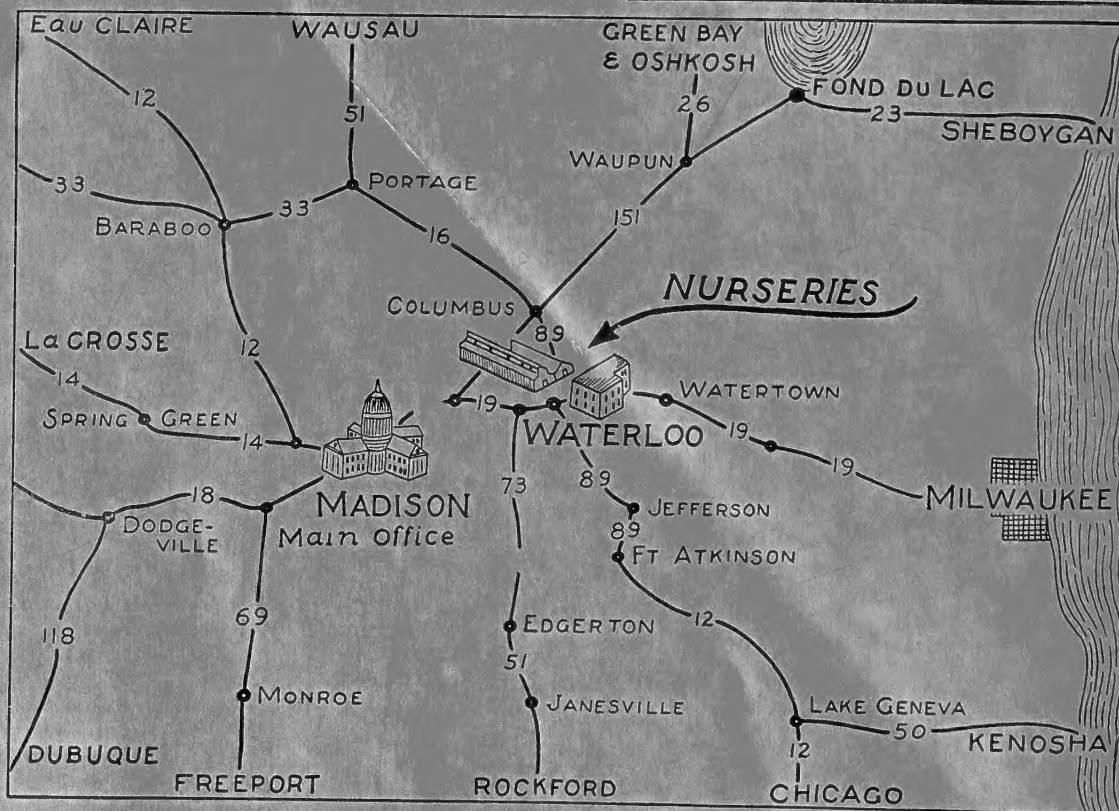 EAU CLAIRE
WAUSAU
GREEN BAY
& OSHKOSH
12
51
26
FOND DU LAC
23
SHEBOYGAN
WAUPUN
33
PORTAGE
33
BARABOO
151
16
COLUMBUS
NURSERIES
89
La CROSSE
12
14
SPRING GREEN
14
19
WATERTOWN
WATERLOO
19
19
MILWAUKEE
18
MADISON
Main Office
DODGE-
VILLE
73
89
JEFFERSON
89
FT ATKINSON
69
118
EDGERTON
12
51
MONROE
JANESVILLE
LAKE GENEVA
50
KENOSHA
12
DUBUQUE
FREEPORT
ROCKFORD
CHICAGO